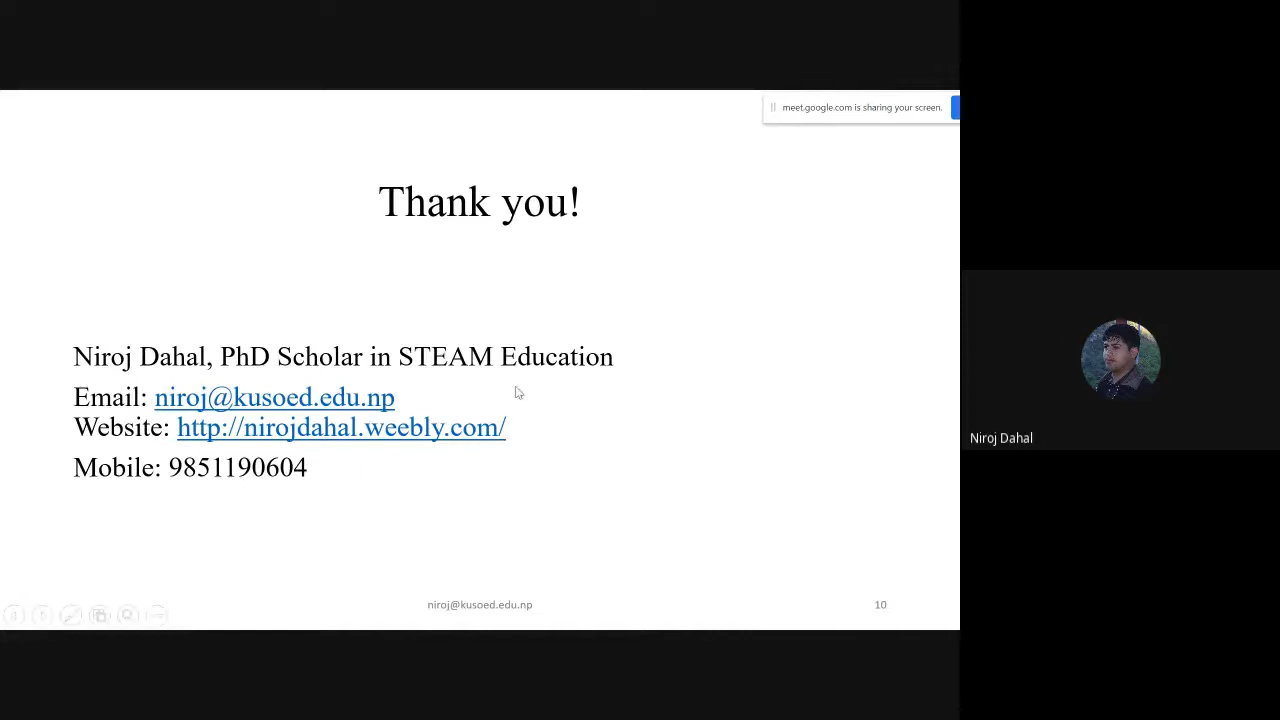 meet.google.com is sharing your screen.
Thank you!
Niroj Dahal, PhD Scholar in STEAM Education
Email: niroj@kusoed.edu.np
Website: http://nirojdahal.weebly.com/
Mobile: 9851190604
niroj@kusoed.edu.np
10
Niroj Dahal